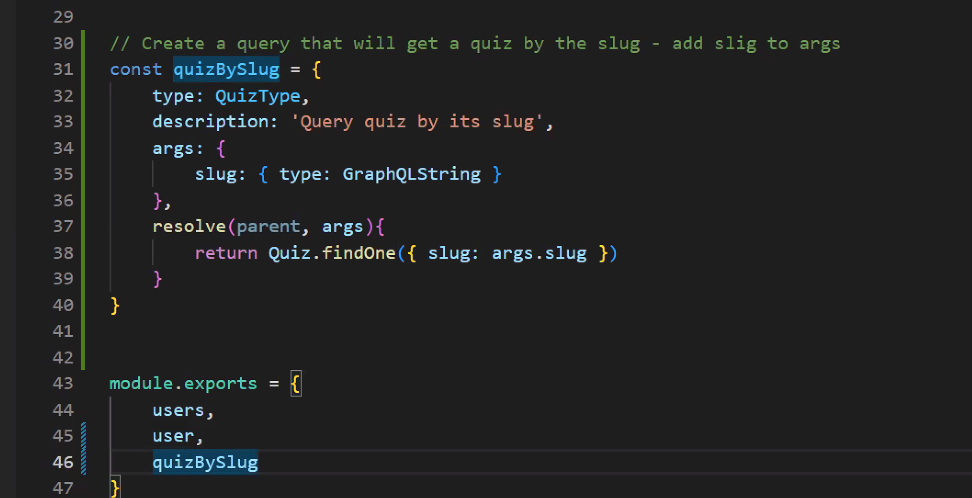 29
30 // Create a query that will get a quiz by the slug - add slig to args
31 const quizBySlug = {
32     type: QuizType,
33     description: 'Query quiz by its slug',
34     args: {
35         slug: { type: GraphQLString }
36     },
37     resolve(parent, args){
38         return Quiz.findOne({ slug: args.slug })
39     }
40 }
41
42
43 module.exports = {
44     users,
45     user,
46     quizBySlug
47 }